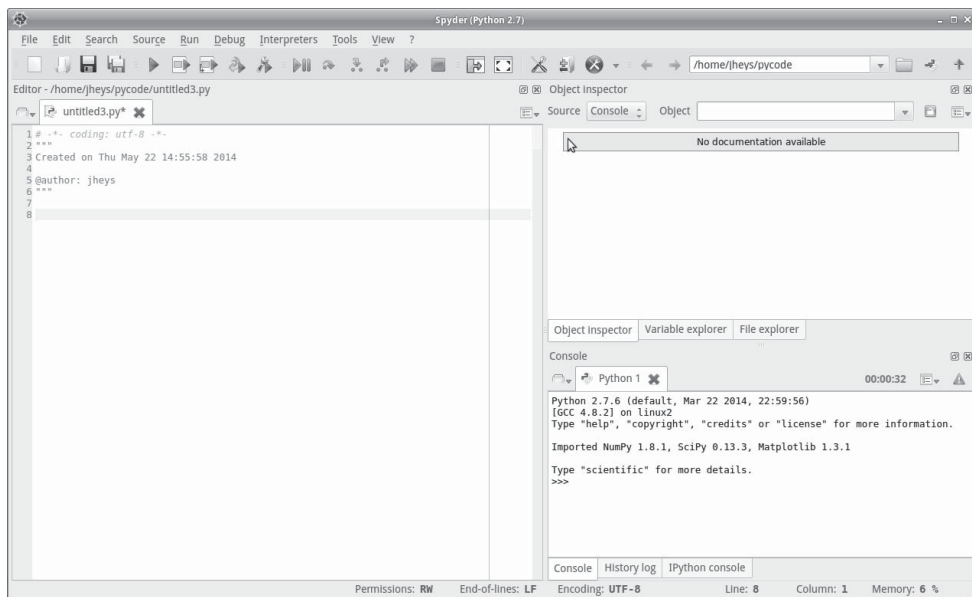 Spyder (Python 2.7)
File Edit Search Source Run Debug Interpreters Tools View ?
/home/jheys/pycode
Editor - /home/jheys/pycode/untitled3.py
untitled3.py*
1 # -*- coding: utf-8 -*-
2 """
3 Created on Thu May 22 14:55:58 2014
4
5 @author: jheys
6 """
7
8
Object inspector
Source Console Object
No documentation available
Object inspector Variable explorer File explorer
Console
Python 1 00:00:32
Python 2.7.6 (default, Mar 22 2014, 22:59:56)
[GCC 4.8.2] on linux2
Type "help", "copyright", "credits" or "license" for more information.
Imported NumPy 1.8.1, SciPy 0.13.3, Matplotlib 1.3.1
Type "scientific" for more details.
>>>
Console History log IPython console
Permissions: RW End-of-lines: LF Encoding: UTF-8 Line: 8 Column: 1 Memory: 6 %